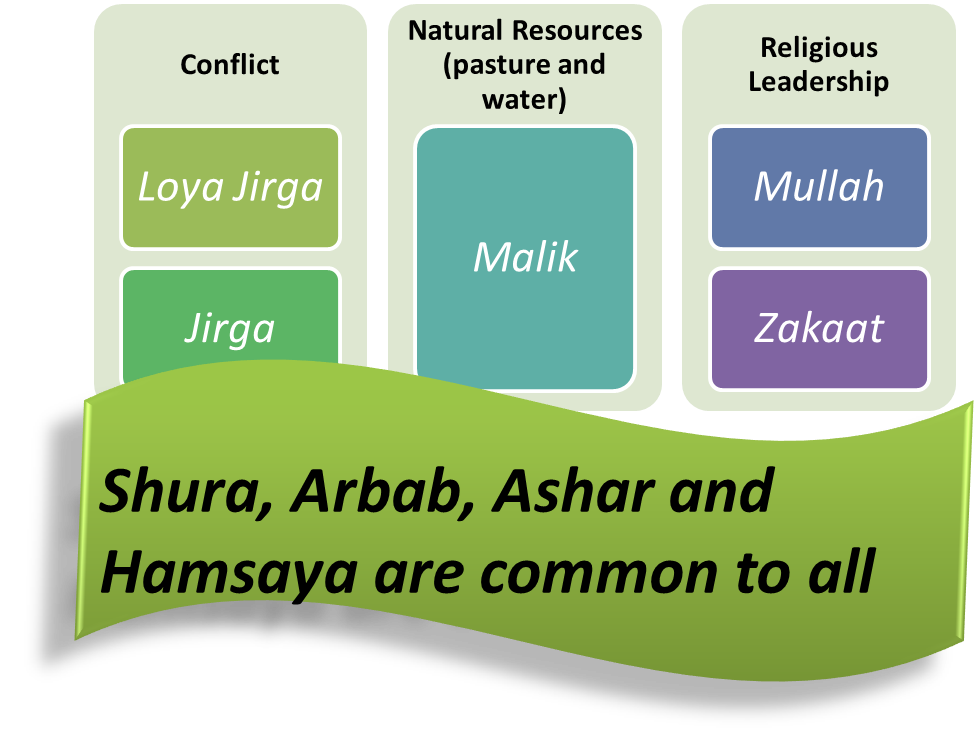 Conflict
Loya Jirga
Jirga
Natural Resources
(pasture and
water)
Malik
Religious
Leadership
Mullah
Zakaat
Shura, Arbab, Ashar and
Hamsaya are common to all